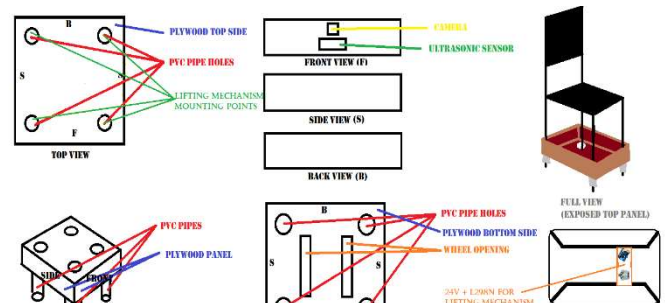 B
PLYWOOD TOP SIDE
PVC PIPE HOLES
S
S
LIFTING MECHANISM
MOUNTING POINTS
F
TOP VIEW
CAMERA
ULTRASONIC SENSOR
FRONT VIEW (F)
SIDE VIEW (S)
BACK VIEW (B)
FULL VIEW
(EXPOSED TOP PANEL)
PVC PIPES
PLYWOOD PANEL
SIDE
FRONT
B
PVC PIPE HOLES
PLYWOOD BOTTOM SIDE
WHEEL OPENING
S
S
24V + L298N FOR
LIFTING MECHANISM